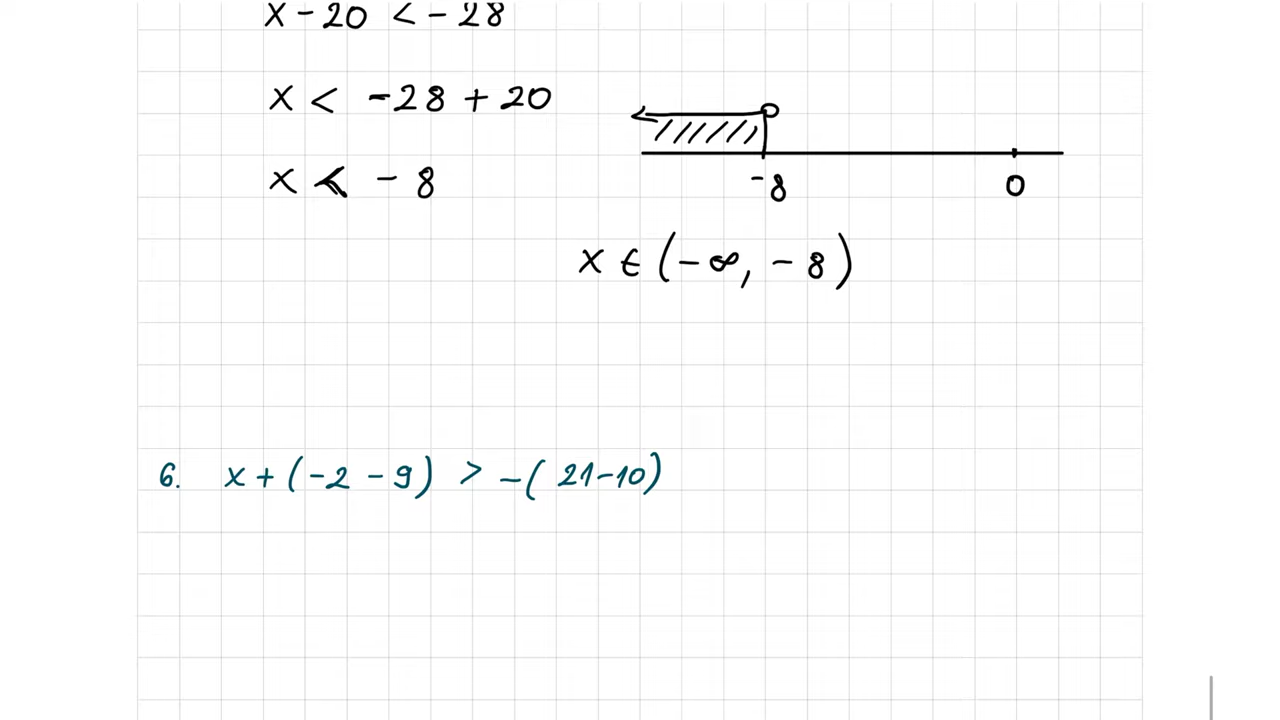 x - 20 < - 28
x < -28 + 20
x < - 8
-8 0
x ∈ (-∞, - 8)
6. x + (-2 - 9) > -( 21-10)